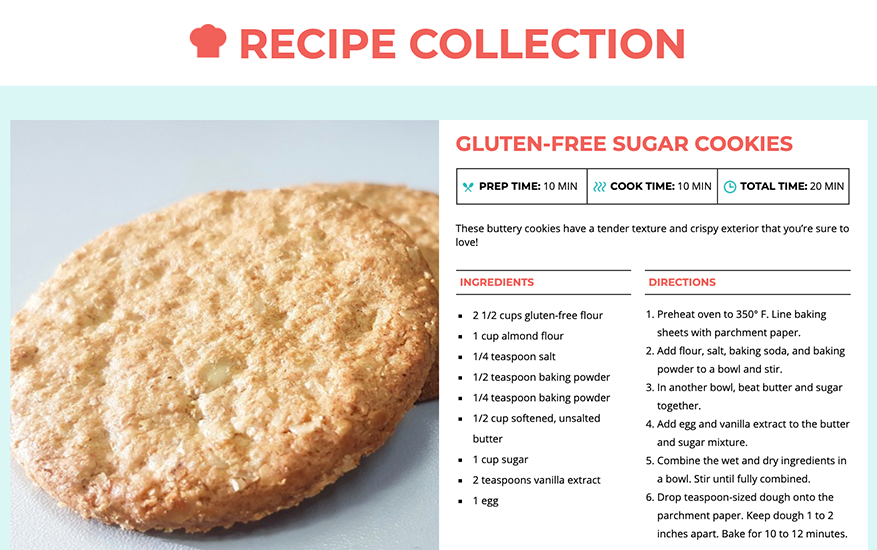 RECIPE COLLECTION
GLUTEN-FREE SUGAR COOKIES
PREP TIME: 10 MIN COOK TIME: 10 MIN TOTAL TIME: 20 MIN
These buttery cookies have a tender texture and crispy exterior that you’re sure to
love!
INGREDIENTS
▪ 2 1/2 cups gluten-free flour
▪ 1 cup almond flour
▪ 1/4 teaspoon salt
▪ 1/2 teaspoon baking powder
▪ 1/4 teaspoon baking powder
▪ 1/2 cup softened, unsalted
butter
▪ 1 cup sugar
▪ 2 teaspoons vanilla extract
▪ 1 egg
DIRECTIONS
1. Preheat oven to 350° F. Line baking
sheets with parchment paper.
2. Add flour, salt, baking soda, and baking
powder to a bowl and stir.
3. In another bowl, beat butter and sugar
together.
4. Add egg and vanilla extract to the butter
and sugar mixture.
5. Combine the wet and dry ingredients in
a bowl. Stir until fully combined.
6. Drop teaspoon-sized dough onto the
parchment paper. Keep dough 1 to 2
inches apart. Bake for 10 to 12 minutes.